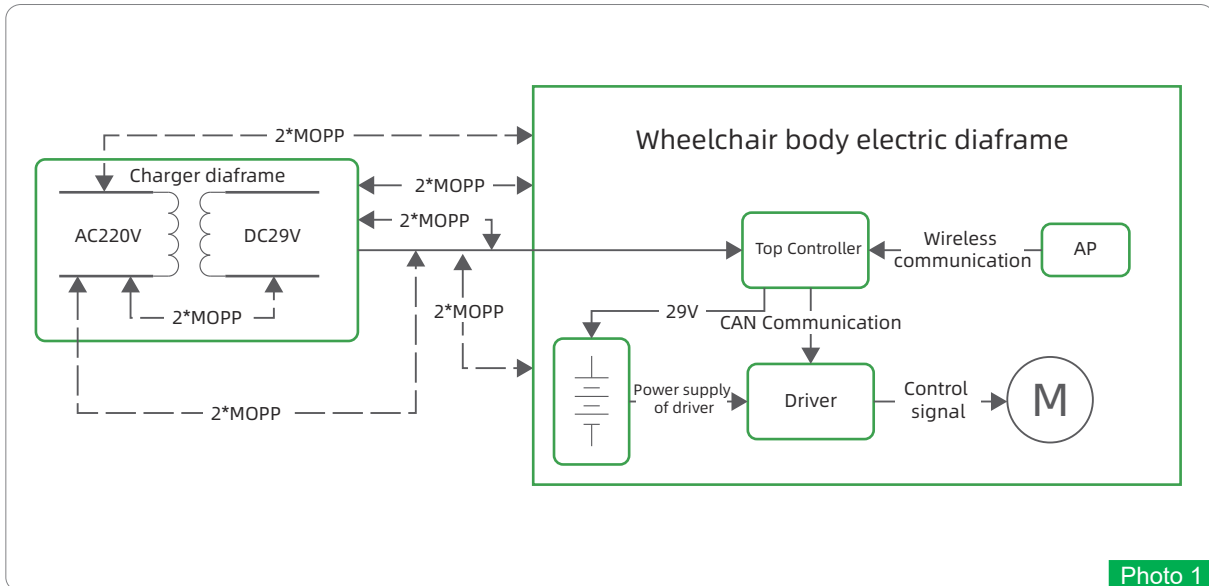 Wheelchair body electric diaframe
2*MOPP
Charger diaframe
2*MOPP
2*MOPP
AC220V
DC29V
Top Controller
Wireless
communication
AP
2*MOPP
2*MOPP
29V
CAN Communication
Power supply
of driver
Driver
Control
signal
M
2*MOPP
Photo 1